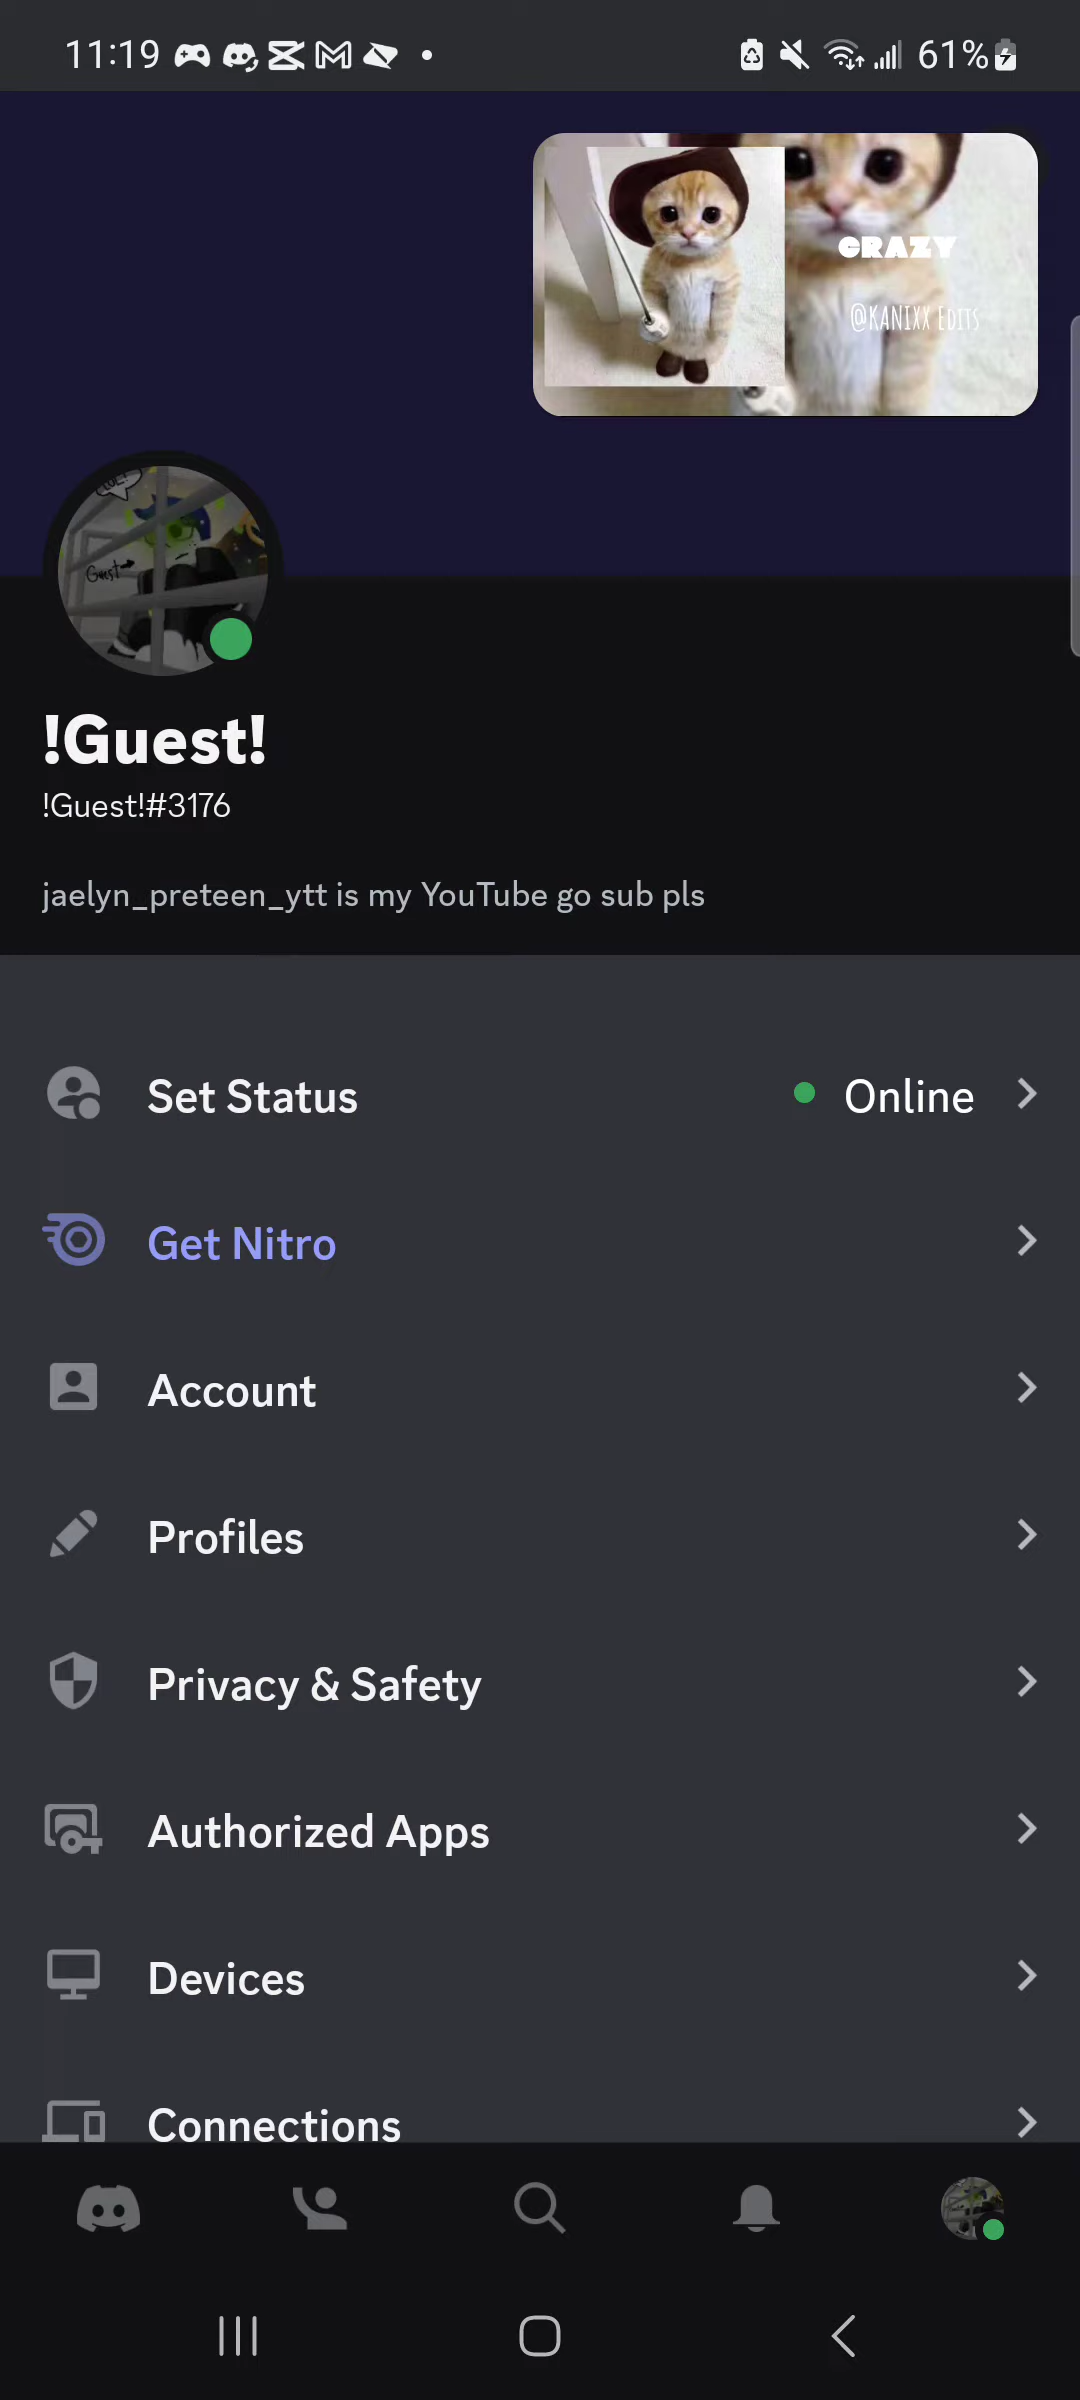 11:19
61%
CRAZY
@KANIXX Edits
Guest
!Guest!
!Guest!#3176
jaelyn_preteen_ytt is my YouTube go sub pls
Set Status
Online
Get Nitro
Account
Profiles
Privacy & Safety
Authorized Apps
Devices
Connections